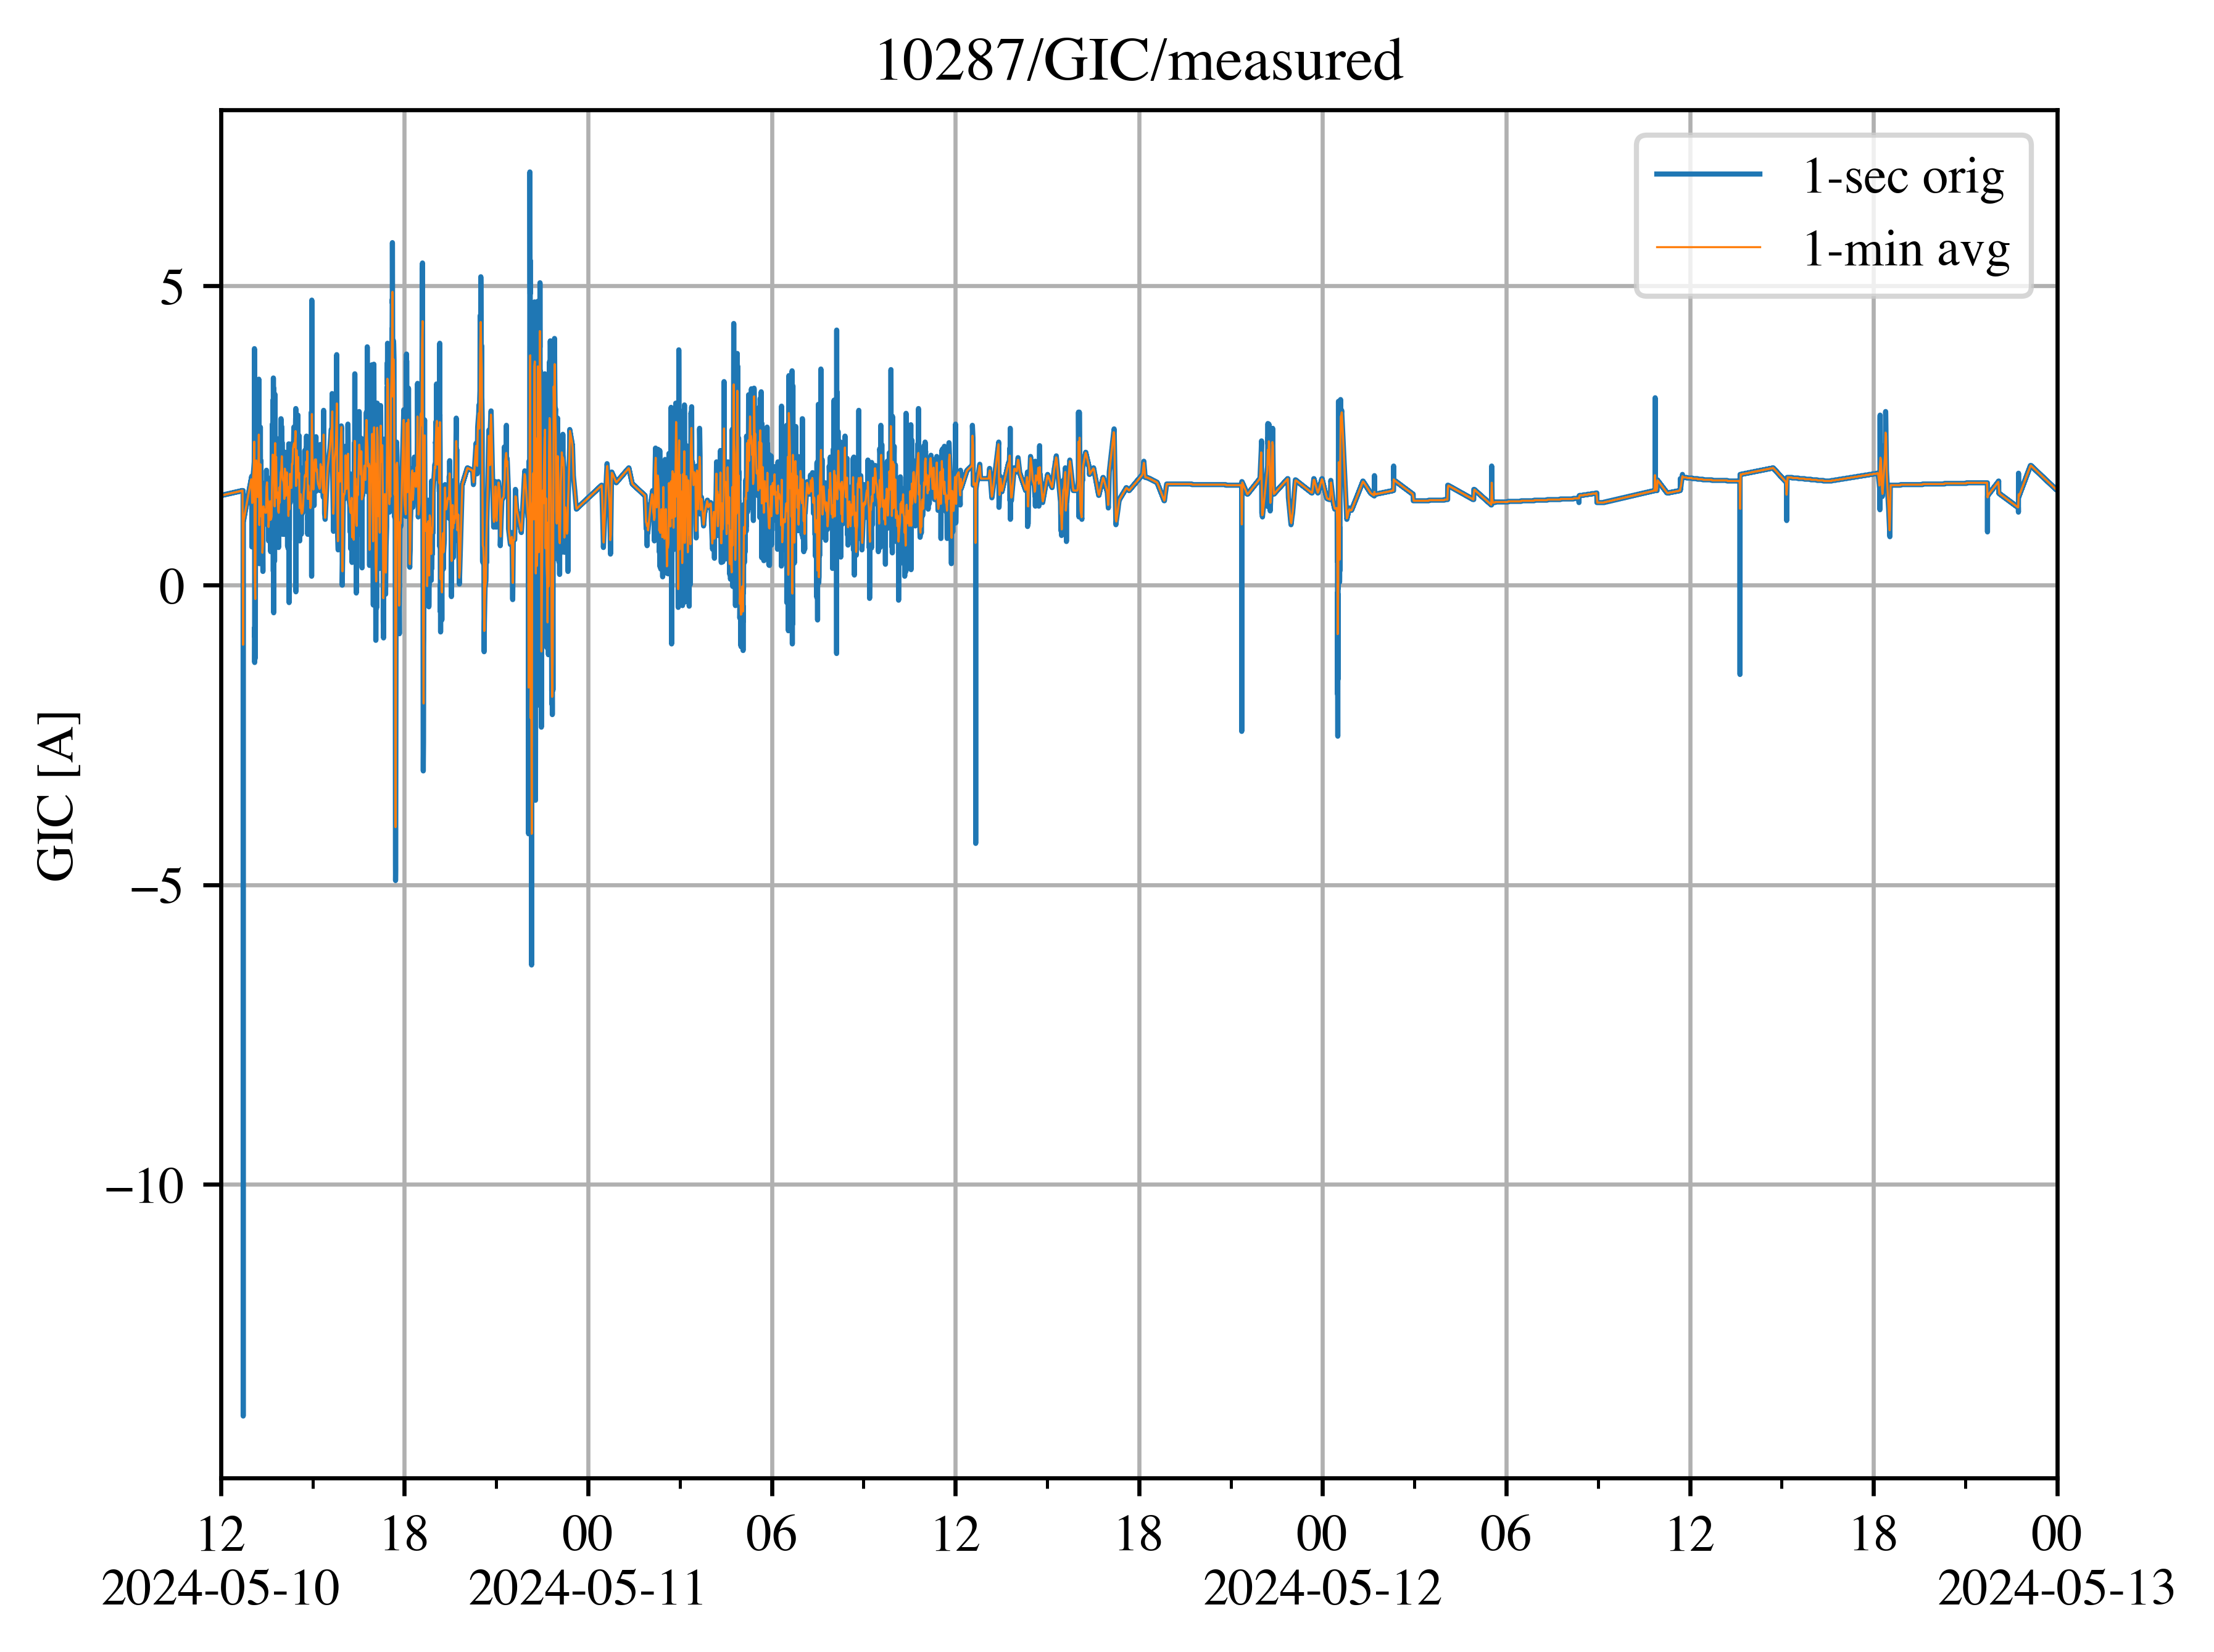 10287/GIC/measured
1-sec orig
1-min avg
GIC [A]
5
0
−5
−10
12 18 00 06 12 18 00 06 12 18 00
2024-05-10 2024-05-11 2024-05-12 2024-05-13